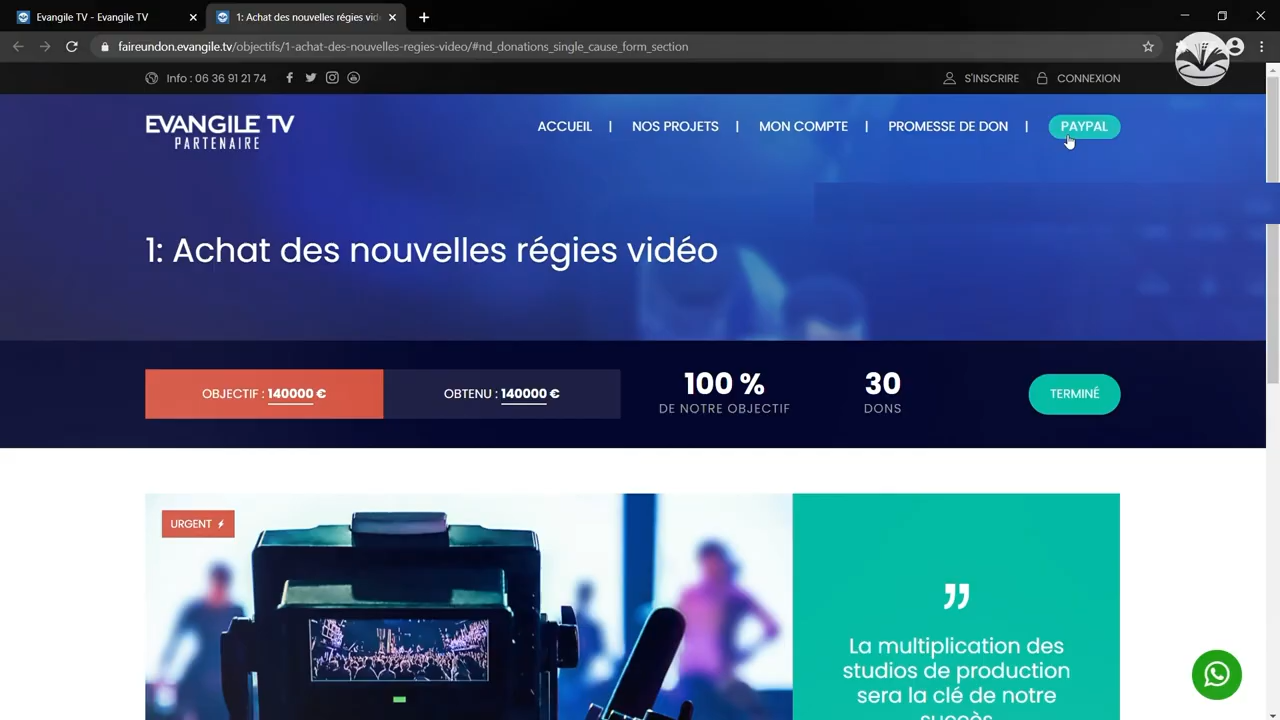 Evangile TV - Evangile TV
1: Achat des nouvelles régies vid
faireundon.evangile.tv/objectifs/1-achat-des-nouvelles-regies-video/#nd_donations_single_cause_form_section
Info : 06 36 91 21 74
S'INSCRIRE
CONNEXION
EVANGILE TV
PARTENAIRE
ACCUEIL | NOS PROJETS | MON COMPTE | PROMESSE DE DON | PAYPAL
1: Achat des nouvelles régies vidéo
OBJECTIF : 140000 €
OBTENU : 140000 €
100 %
DE NOTRE OBJECTIF
30
DONS
TERMINÉ
URGENT
”
La multiplication des
studios de production
sera la clé de notre
succès